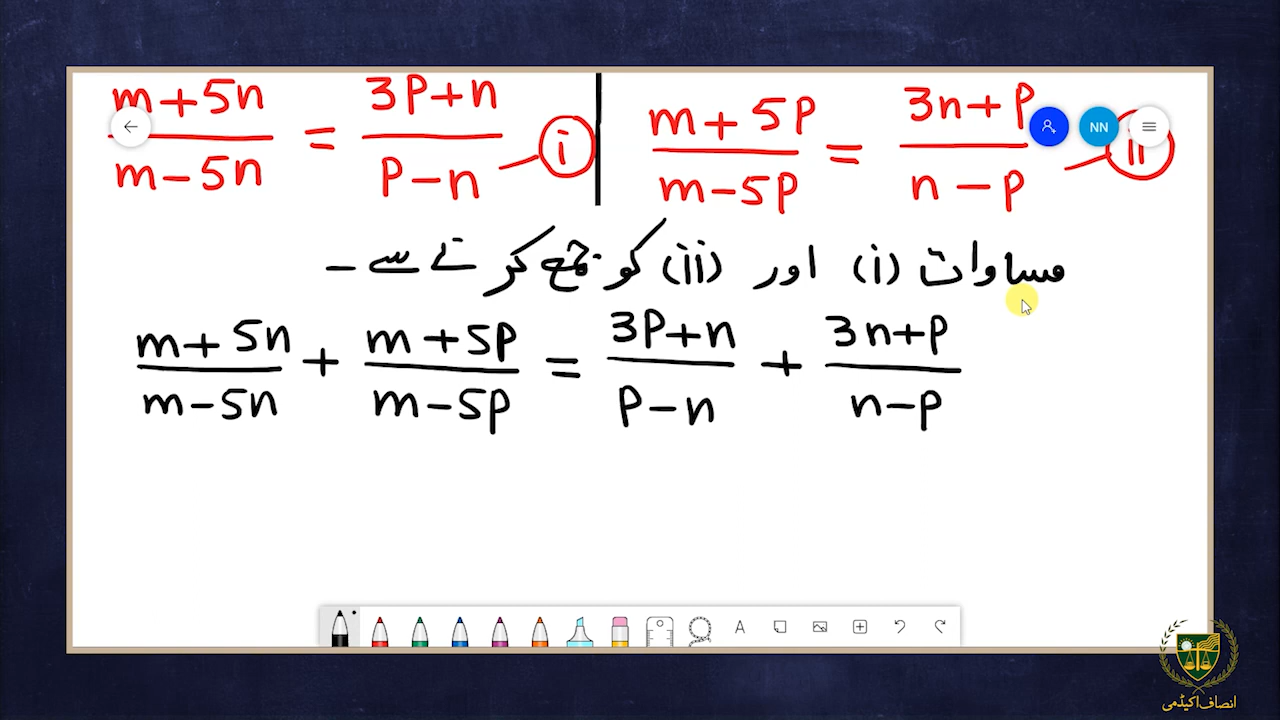 (m+5n)/(m-5n) = (3p+n)/(p-n) — (i)
(m+5p)/(m-5p) = (3n+p)/(n-p) — (ii)
NN
مساوات (i) اور (ii) کو جمع کرنے سے ۔
(m+5n)/(m-5n) + (m+5p)/(m-5p) = (3p+n)/(p-n) + (3n+p)/(n-p)
A
انصاف اکیڈمی